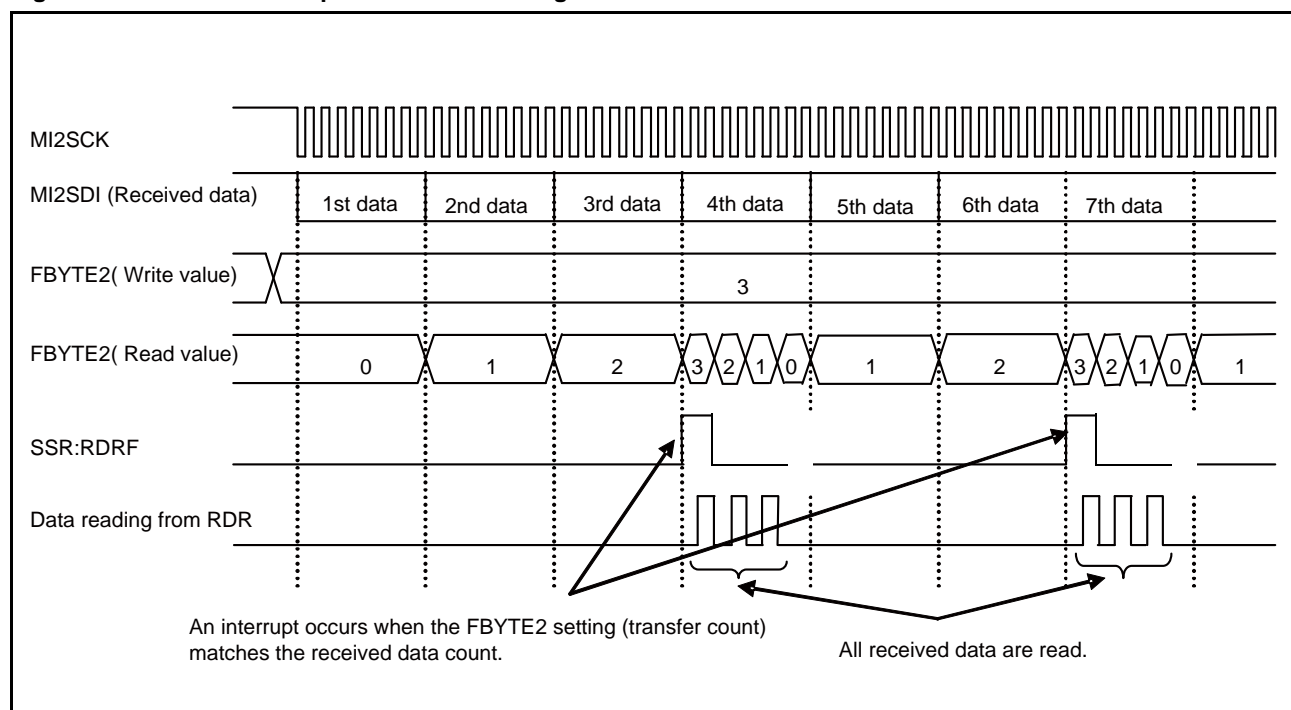 MI2SCK
MI2SDI (Received data)
1st data 2nd data 3rd data 4th data 5th data 6th data 7th data
FBYTE2( Write value)
3
FBYTE2( Read value)
0 1 2 3 2 1 0 1 2 3 2 1 0 1
SSR:RDRF
Data reading from RDR
An interrupt occurs when the FBYTE2 setting (transfer count)
matches the received data count.
All received data are read.